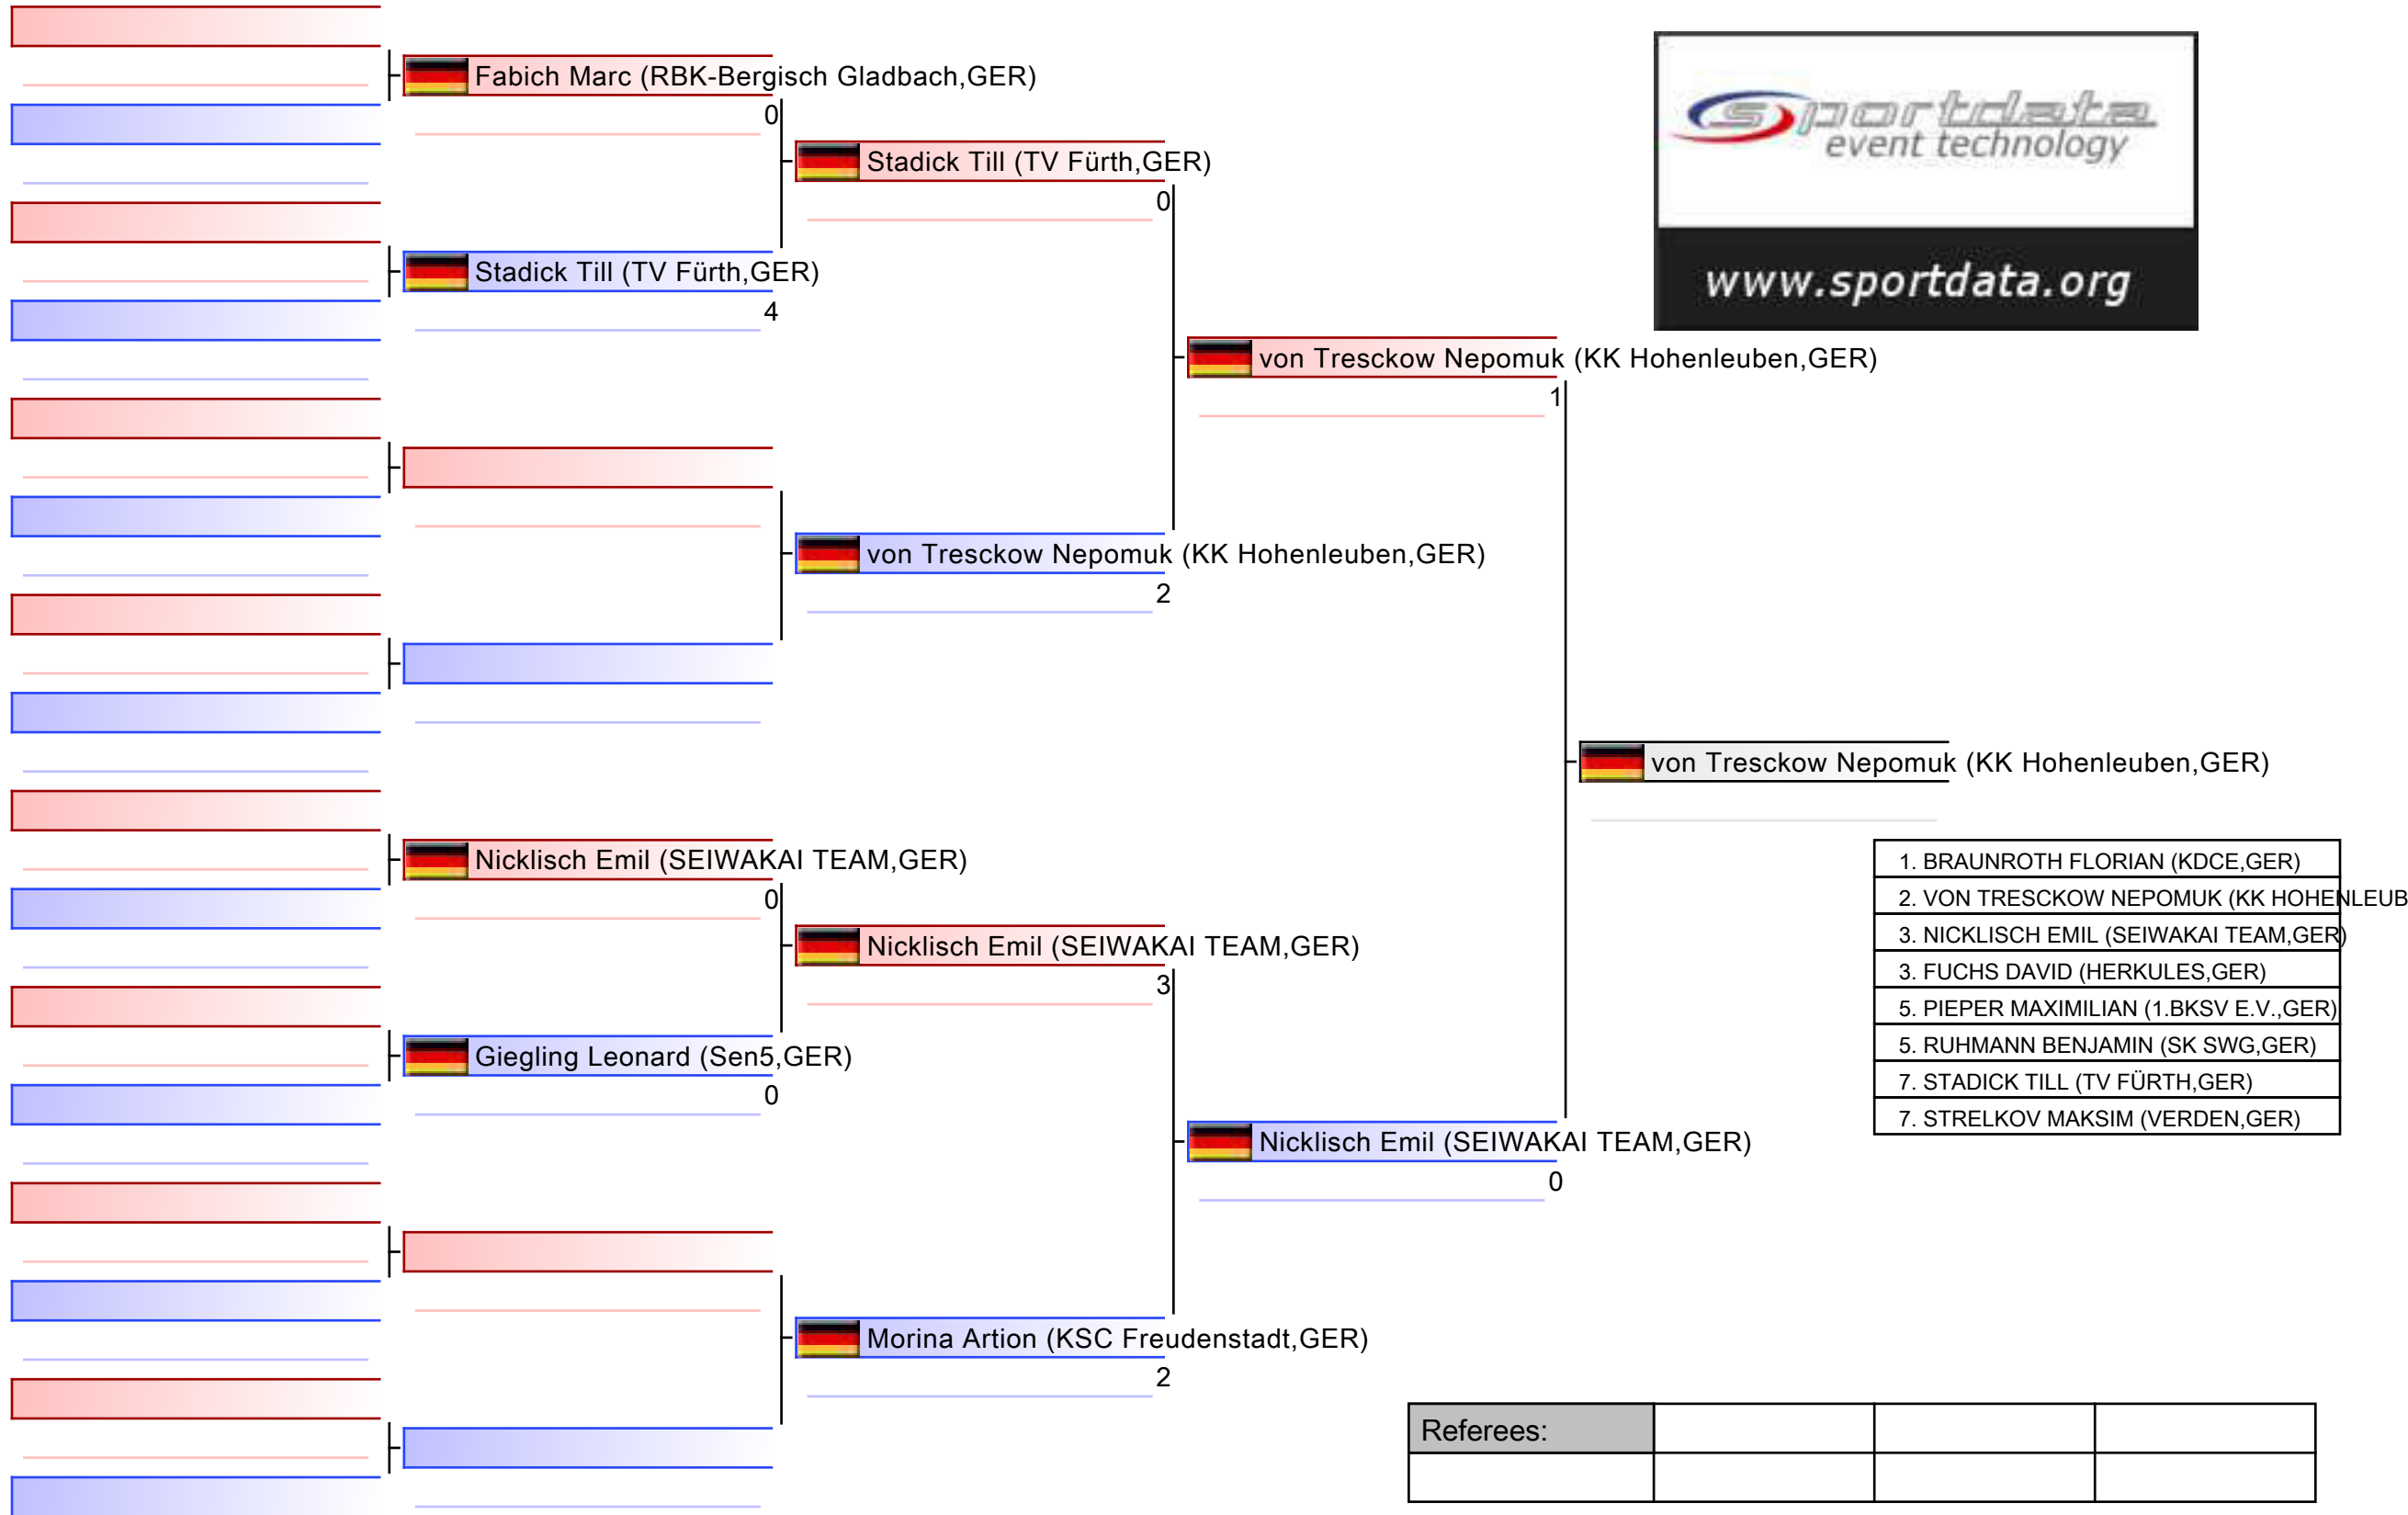 Fabich Marc (RBK-Bergisch Gladbach,GER)
0
Stadick Till (TV Fürth,GER)
0
Stadick Till (TV Fürth,GER)
4
von Tresckow Nepomuk (KK Hohenleuben,GER)
1
von Tresckow Nepomuk (KK Hohenleuben,GER)
2
von Tresckow Nepomuk (KK Hohenleuben,GER)
Nicklisch Emil (SEIWAKAI TEAM,GER)
0
Nicklisch Emil (SEIWAKAI TEAM,GER)
3
Giegling Leonard (Sen5,GER)
0
Nicklisch Emil (SEIWAKAI TEAM,GER)
0
Morina Artion (KSC Freudenstadt,GER)
2
sportdata
event technology
www.sportdata.org
1. BRAUNROTH FLORIAN (KDCE,GER)
2. VON TRESCKOW NEPOMUK (KK HOHENLEUB
3. NICKLISCH EMIL (SEIWAKAI TEAM,GER)
3. FUCHS DAVID (HERKULES,GER)
5. PIEPER MAXIMILIAN (1.BKSV E.V.,GER)
5. RUHMANN BENJAMIN (SK SWG,GER)
7. STADICK TILL (TV FÜRTH,GER)
7. STRELKOV MAKSIM (VERDEN,GER)
Referees: